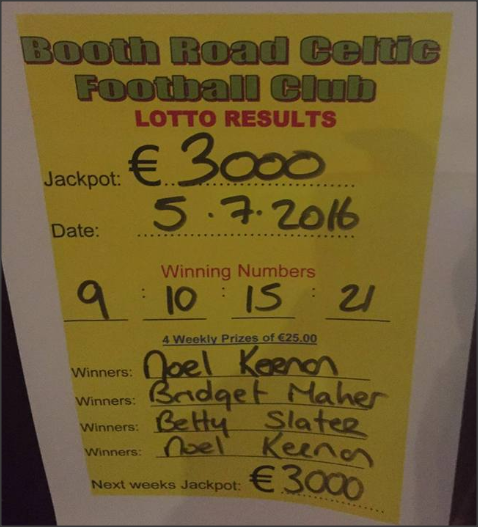 Booth Road Celtic
Football Club
LOTTO RESULTS
Jackpot: € 3000
Date: 5.7.2016
Winning Numbers
9 : 10 : 15 : 21
4 Weekly Prizes of €25.00
Winners: Noel Keenan
Winners: Bridget Maher
Winners: Betty Slater
Winners: Noel Keenan
Next weeks Jackpot: €3000